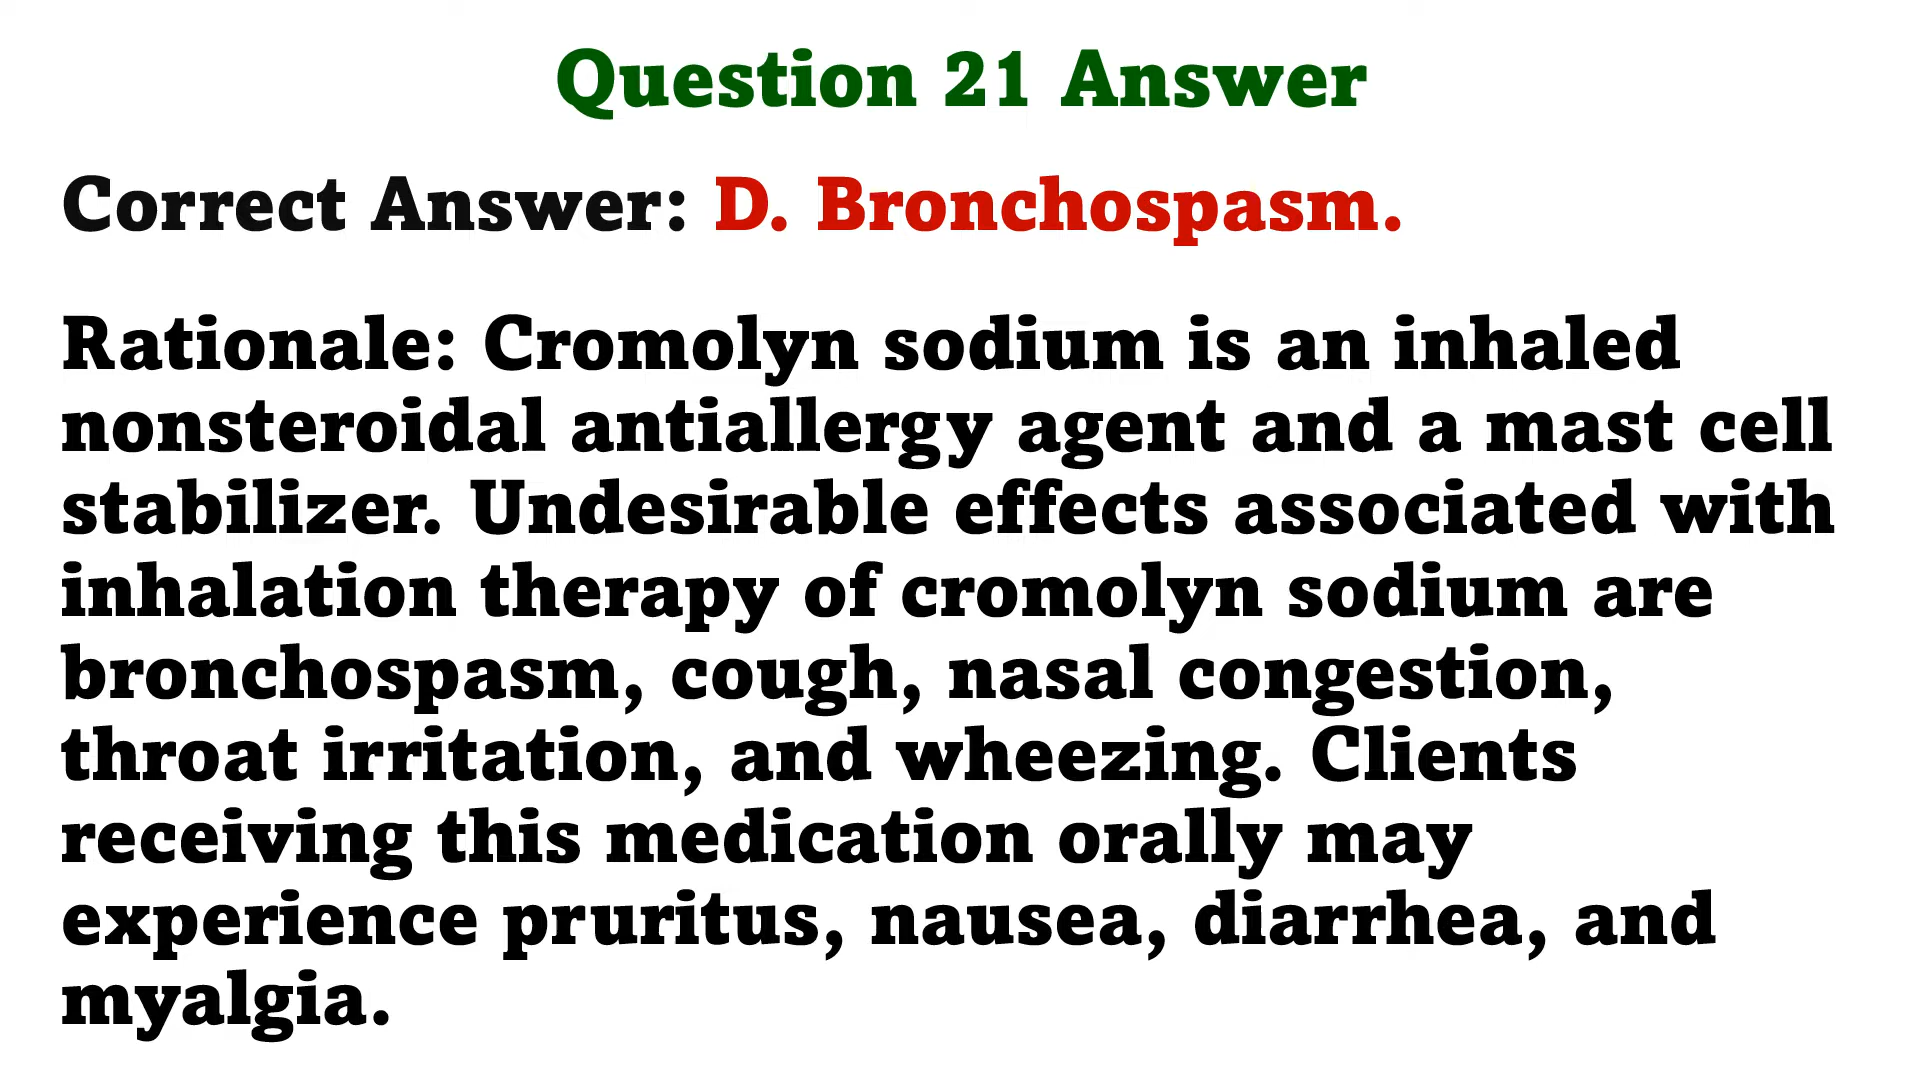 Question 21 Answer
Correct Answer: D. Bronchospasm.
Rationale: Cromolyn sodium is an inhaled
nonsteroidal antiallergy agent and a mast cell
stabilizer. Undesirable effects associated with
inhalation therapy of cromolyn sodium are
bronchospasm, cough, nasal congestion,
throat irritation, and wheezing. Clients
receiving this medication orally may
experience pruritus, nausea, diarrhea, and
myalgia.